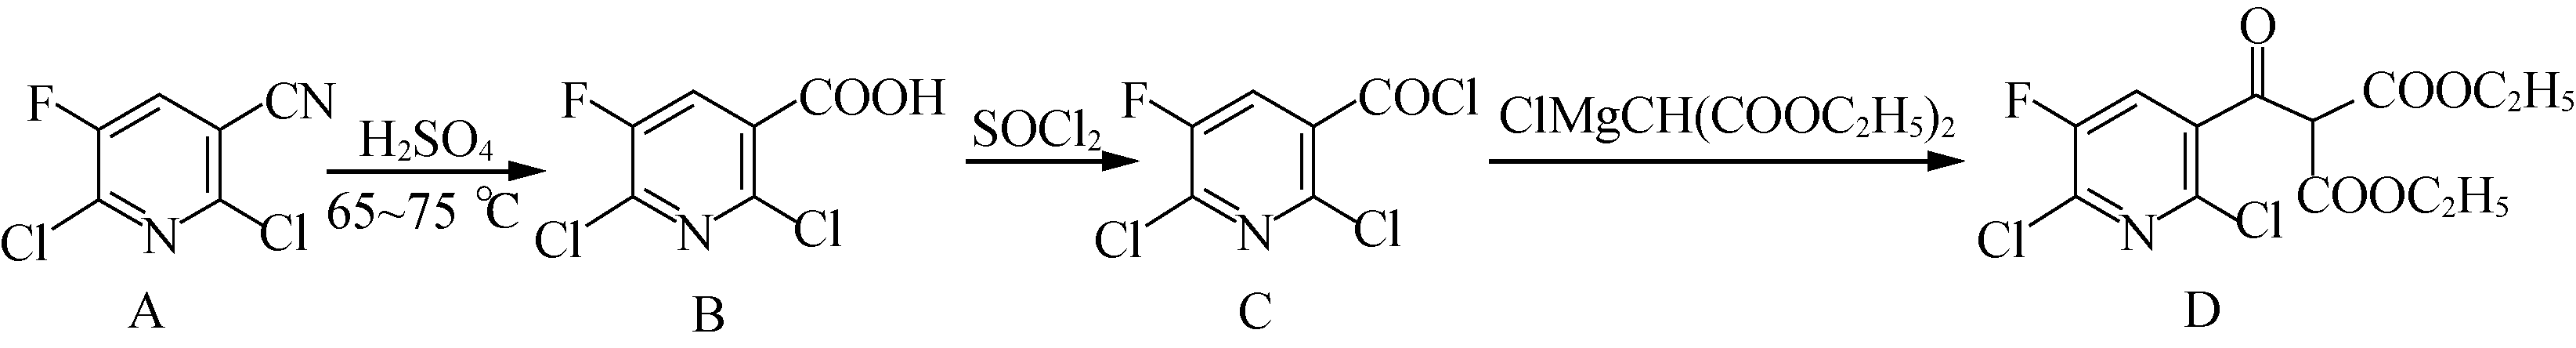 F
CN
Cl
N
Cl
A
H₂SO₄
65~75 ℃
F
COOH
Cl
N
Cl
B
SOCl₂
F
COCl
Cl
N
Cl
C
ClMgCH(COOC₂H₅)₂
O
F
COOC₂H₅
COOC₂H₅
Cl
N
Cl
D